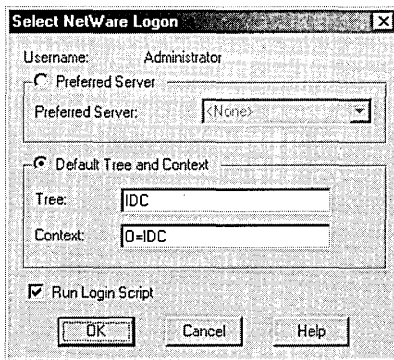 Select NetWare Logon
Username: Administrator
Preferred Server
Preferred Server: <None>
Default Tree and Context
Tree: IDC
Context: O=IDC
Run Login Script
OK Cancel Help